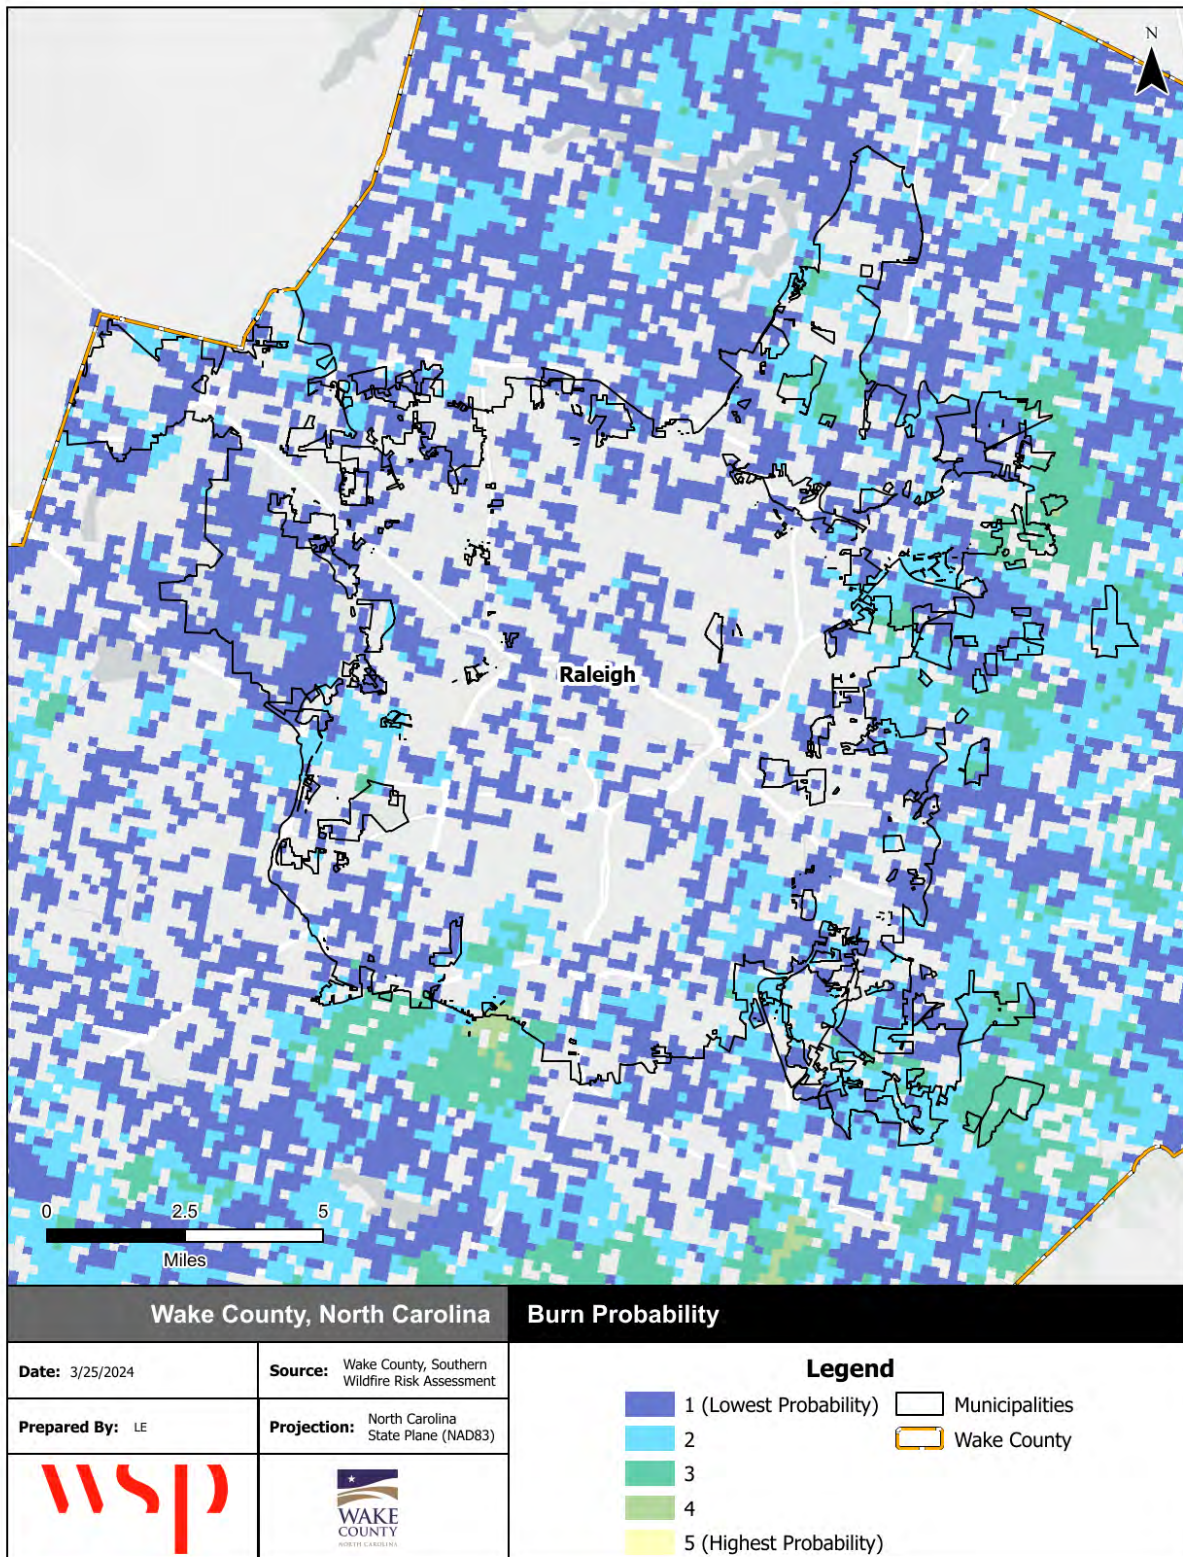 N
Raleigh
0 2.5 5
Miles
Wake County, North Carolina
Burn Probability
Date: 3/25/2024
Source: Wake County, Southern
Wildfire Risk Assessment
Prepared By: LE
Projection: North Carolina
State Plane (NAD83)
wsp
WAKE
COUNTY
NORTH CAROLINA
Legend
1 (Lowest Probability)
2
3
4
5 (Highest Probability)
Municipalities
Wake County